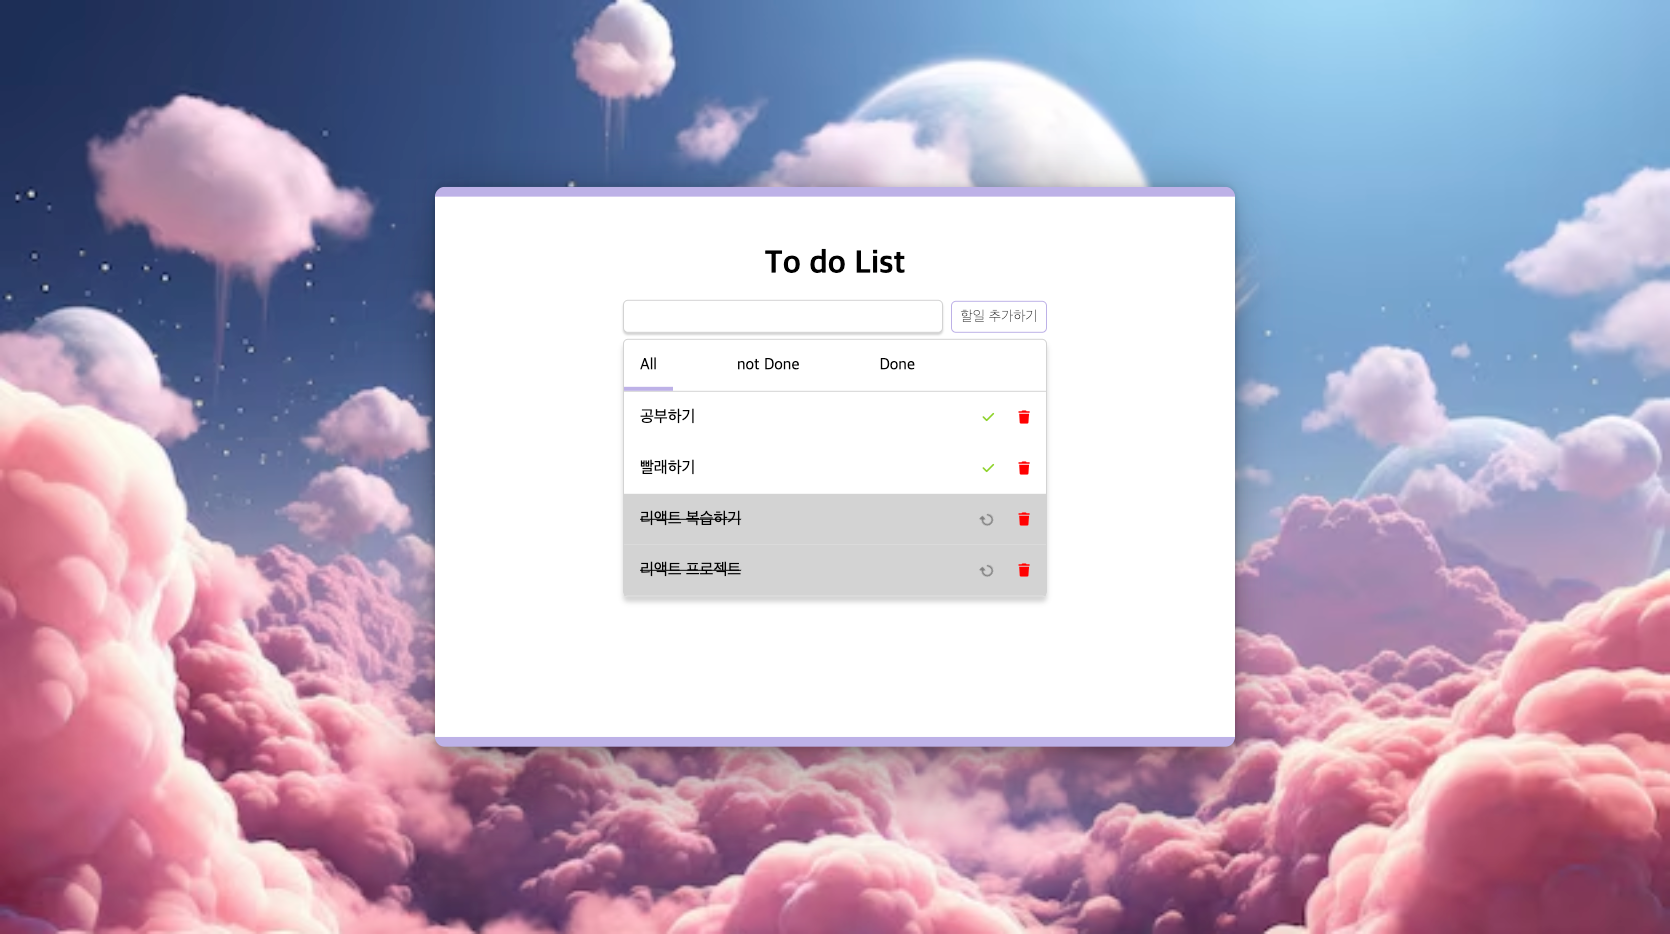 To do List
할일 추가하기
All not Done Done
공부하기
빨래하기
리액트 복습하기
리액트 프로젝트